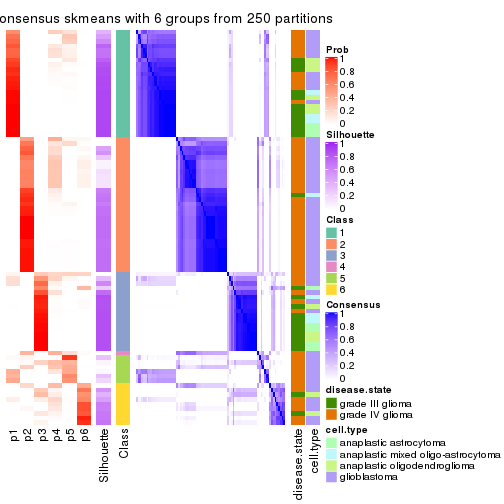 onsensus skmeans with 6 groups from 250 partitions
Prob
1
0.8
0.6
0.4
0.2
0
Silhouette
1
0.8
0.6
0.4
0.2
0
Class
1
2
3
4
5
6
Consensus
1
0.8
0.6
0.4
0.2
0
disease.state
grade III glioma
grade IV glioma
cell.type
anaplastic astrocytoma
anaplastic mixed oligo-astrocytoma
anaplastic oligodendroglioma
glioblastoma
p1
p2
p3
p4
p5
p6
Silhouette
Class
disease.state
cell.type